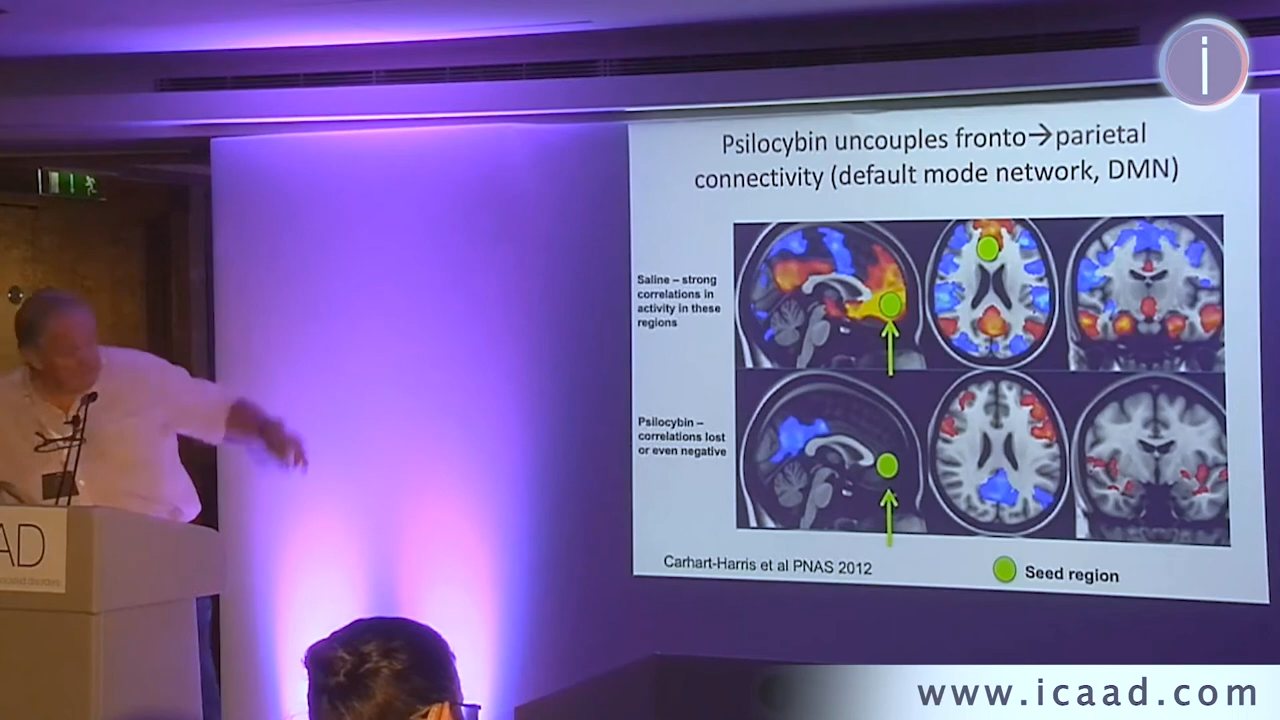 i
Psilocybin uncouples fronto→parietal
connectivity (default mode network, DMN)
Saline – strong
correlations in
activity in these
regions
Psilocybin –
correlations lost
or even negative
Carhart-Harris et al PNAS 2012
Seed region
AD
www.icaad.com